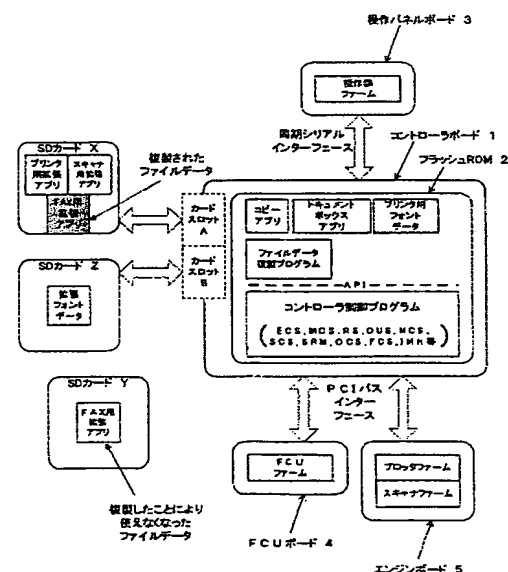 操作パネルボード 3
操作部
ファーム
同期シリアル
インターフェース
コントローラボード 1
フラッシュROM 2
SDカード X
プリンタ
用拡張
アプリ
スキャナ
用拡張
アプリ
FAX用
拡張
アプリ
複製された
ファイルデータ
カード
スロット
A
カード
スロット
B
コピー
アプリ
ドキュメント
ボックス
アプリ
プリンタ用
フォント
データ
ファイルデータ
複製プログラム
API
コントローラ制御プログラム
(ECS、MCS、RS、OUS、NCS、
SCS、SRM、OCS、FCS、IMH等)
SDカード Z
拡張
フォント
データ
SDカード Y
FAX用
拡張
アプリ
複製したことにより
使えなくなった
ファイルデータ
PCIバス
インター
フェース
FCU
ファーム
FCUボード 4
プロッタファーム
スキャナファーム
エンジンボード 5